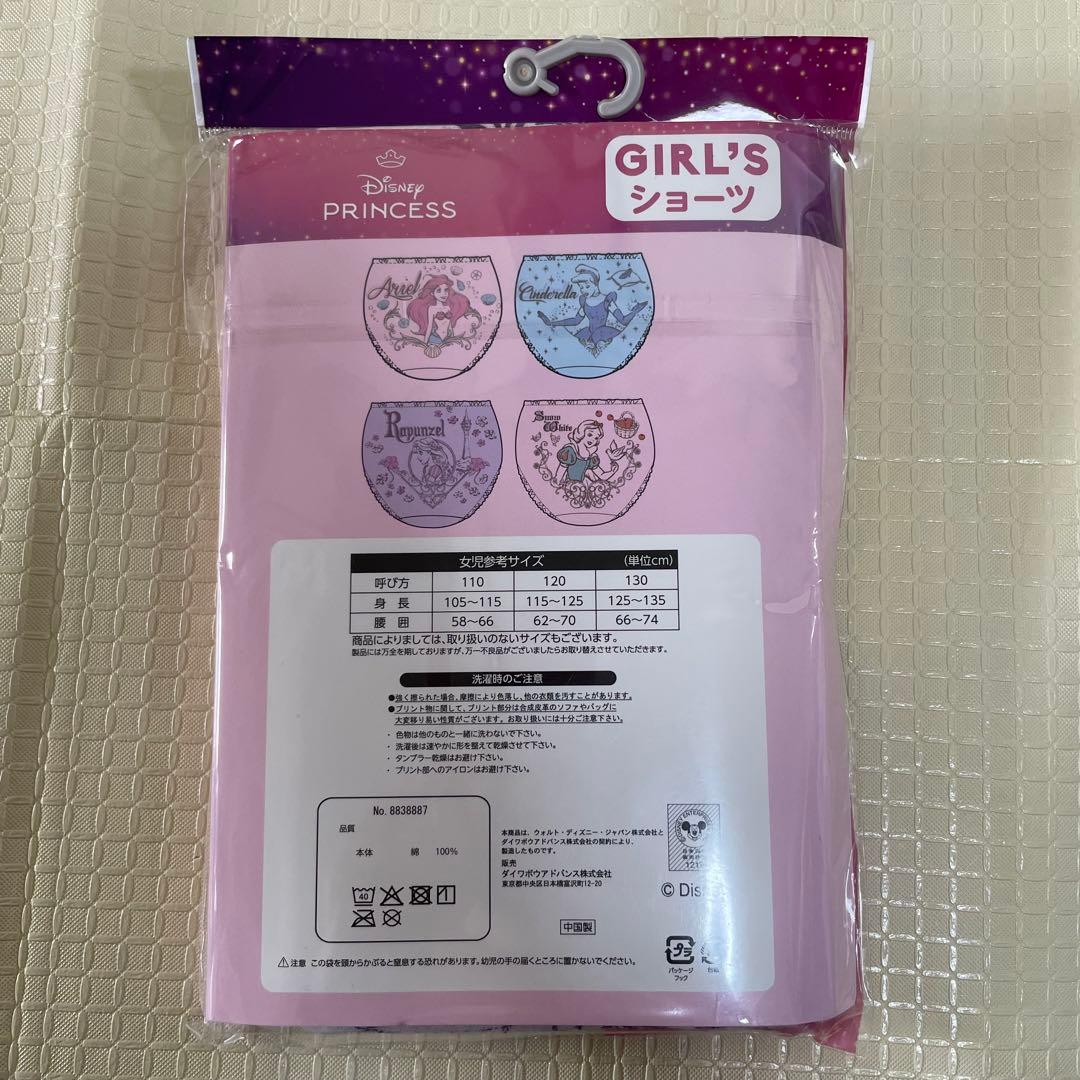 Disney
PRINCESS
GIRL'S
ショーツ
Ariel
Cinderella
Rapunzel
Snow
White
女児参考サイズ (単位cm)
呼び方 110 120 130
身 長 105～115 115～125 125～135
腰 囲 58～66 62～70 66～74
商品によりましては、取り扱いのないサイズもございます。
製品には万全を期しておりますが、万一不良品がございましたらお取り替えさせていただきます。
洗濯時のご注意
●強く擦られた場合、摩擦により色落し、他の衣類を汚すことがあります。
●プリント物に関して、プリント部分は合成皮革のソファやバッグに
大変移り易い性質がございます。お取り扱いには十分ご注意下さい。
・ 色物は他のものと一緒に洗わないで下さい。
・ 洗濯後は速やかに形を整えて乾燥させて下さい。
・ タンブラー乾燥はお避け下さい。
・ プリント部へのアイロンはお避け下さい。
No. 8838887
品質
本体 綿 100%
40
本商品は、ウォルト・ディズニー・ジャパン株式会社と
ダイワボウアドバンス株式会社の契約により、
製造したものです。
販売
ダイワボウアドバンス株式会社
東京都中央区日本橋富沢町12-20
中国製
© Dis
プラ
パッケージ
フック
注意 この袋を頭からかぶると窒息する恐れがあります。幼児の手の届くところに置かないでください。